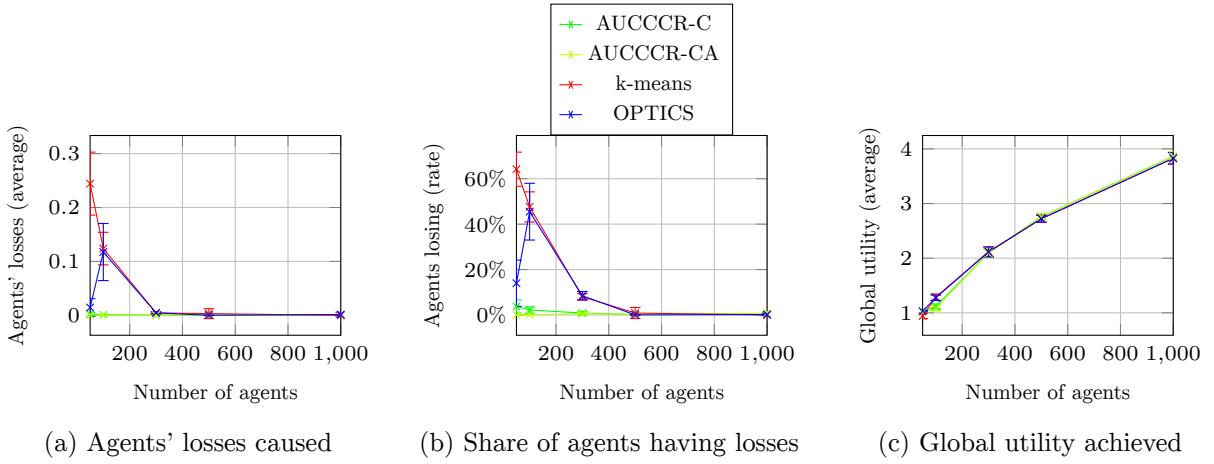 AUCCCR-C
AUCCCR-CA
k-means
OPTICS
Agents' losses (average)
0.3
0.2
0.1
0
200 400 600 800 1,000
Number of agents
(a) Agents' losses caused
Agents losing (rate)
60%
40%
20%
0%
200 400 600 800 1,000
Number of agents
(b) Share of agents having losses
Global utility (average)
4
3
2
1
200 400 600 800 1,000
Number of agents
(c) Global utility achieved